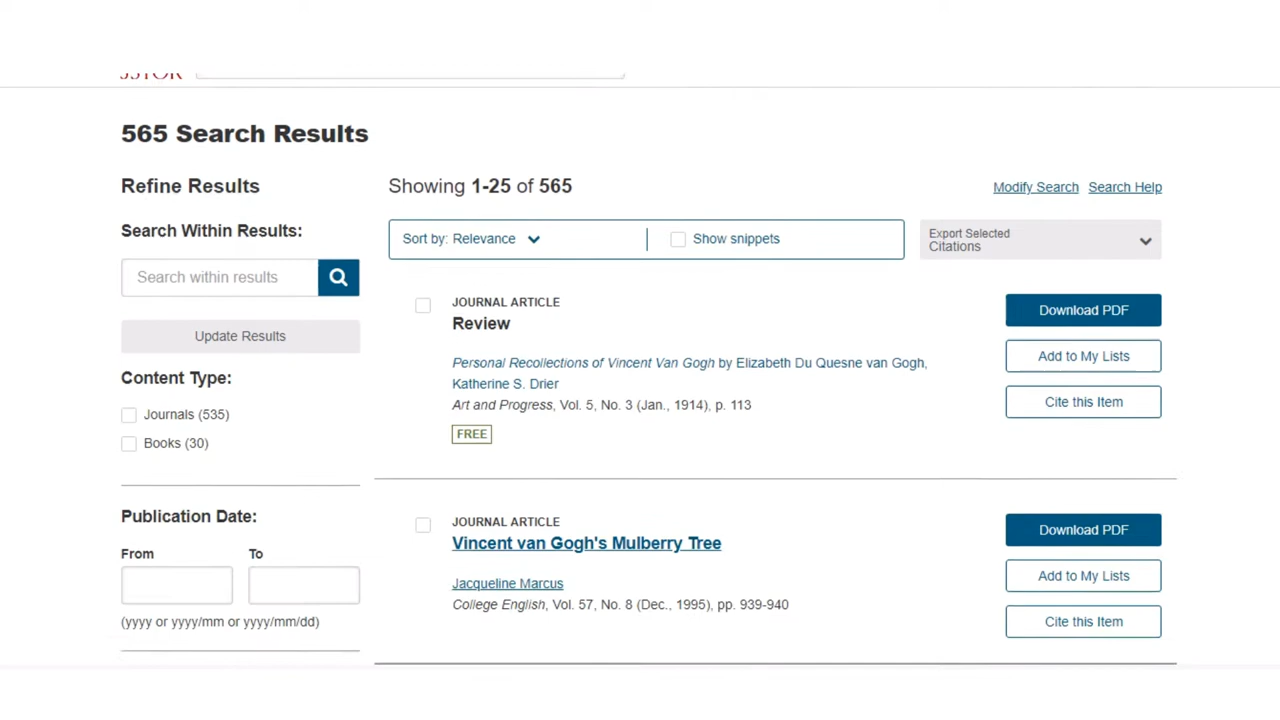 JSTOR
565 Search Results
Refine Results
Search Within Results:
Search within results
Update Results
Content Type:
Journals (535)
Books (30)
Publication Date:
From To
(yyyy or yyyy/mm or yyyy/mm/dd)
Showing 1-25 of 565
Modify Search Search Help
Sort by: Relevance Show snippets
Export Selected
Citations
JOURNAL ARTICLE
Review
Personal Recollections of Vincent Van Gogh by Elizabeth Du Quesne van Gogh,
Katherine S. Drier
Art and Progress, Vol. 5, No. 3 (Jan., 1914), p. 113
FREE
Download PDF
Add to My Lists
Cite this Item
JOURNAL ARTICLE
Vincent van Gogh's Mulberry Tree
Jacqueline Marcus
College English, Vol. 57, No. 8 (Dec., 1995), pp. 939-940
Download PDF
Add to My Lists
Cite this Item